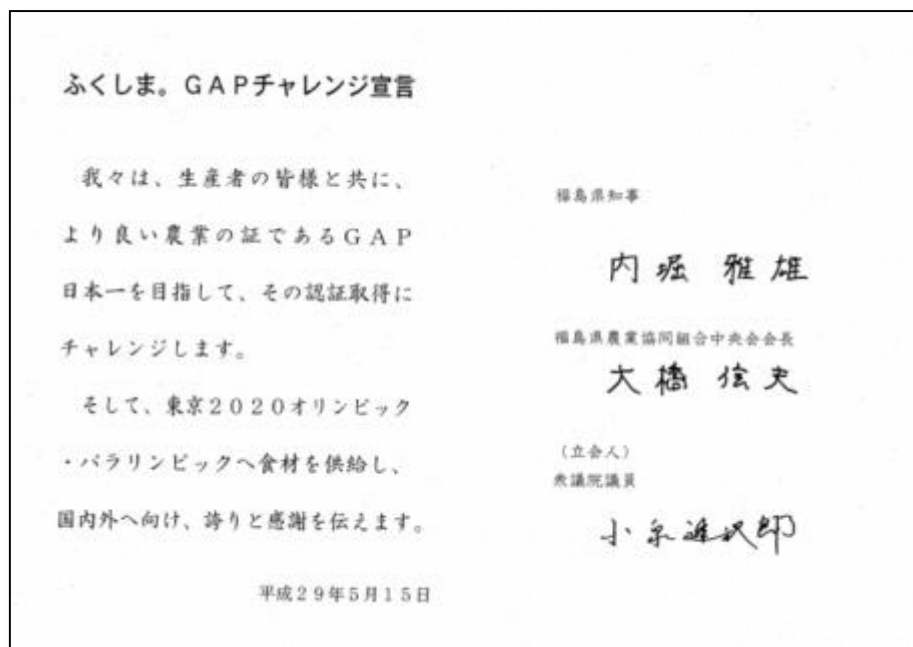 ふくしま。GAPチャレンジ宣言
我々は、生産者の皆様と共に、
より良い農業の証であるGAP
日本一を目指して、その認証取得に
チャレンジします。
そして、東京2020オリンピック
・パラリンピックへ食材を供給し、
国内外へ向け、誇りと感謝を伝えます。
平成29年5月15日
福島県知事
内堀 雅雄
福島県農業協同組合中央会会長
大橋 信夫
(立会人)
衆議院議員
小泉進次郎